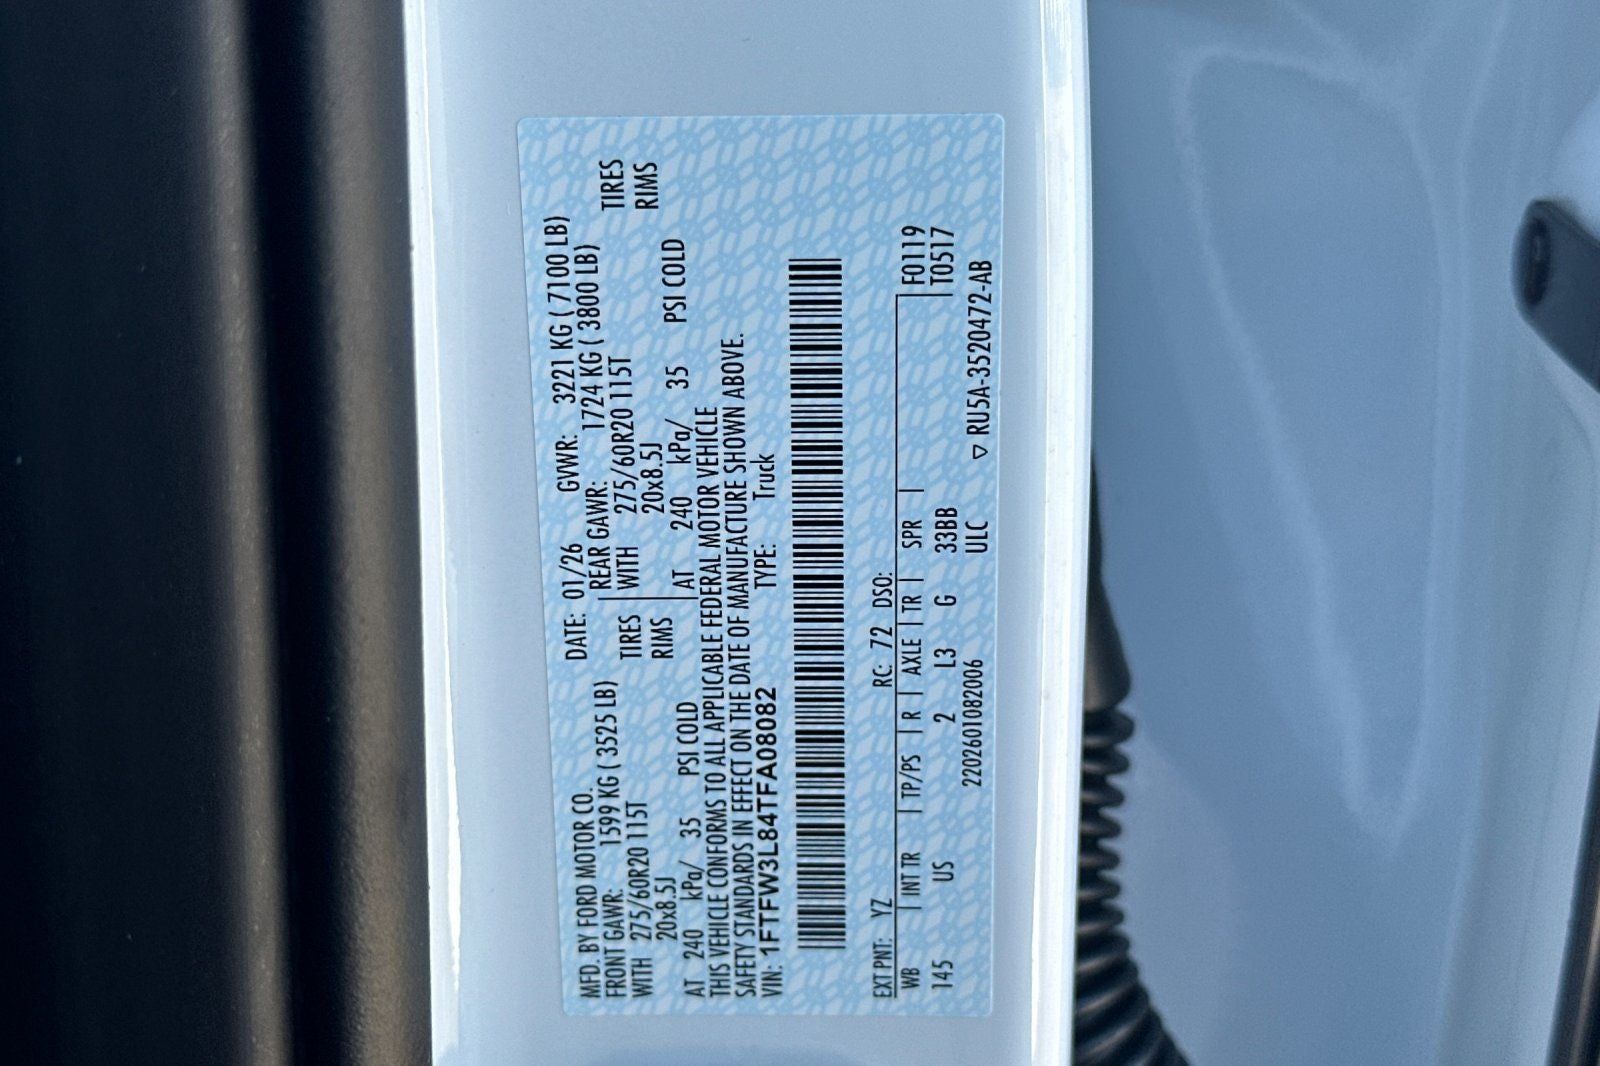 MFD. BY FORD MOTOR CO. DATE: 01/26 GVWR: 3221 KG ( 7100 LB)
FRONT GAWR: 1599 KG ( 3525 LB) REAR GAWR: 1724 KG ( 3800 LB)
WITH 275/60R20 115T TIRES WITH 275/60R20 115T TIRES
20x8.5J RIMS 20x8.5J RIMS
AT 240 kPa/ 35 PSI COLD AT 240 kPa/ 35 PSI COLD
THIS VEHICLE CONFORMS TO ALL APPLICABLE FEDERAL MOTOR VEHICLE
SAFETY STANDARDS IN EFFECT ON THE DATE OF MANUFACTURE SHOWN ABOVE.
VIN: 1FTFW3L84TFA08082 TYPE: Truck
EXT PNT: YZ RC: 72 DSO:
WB | INT TR | TP/PS | R | AXLE | TR | SPR | F0119
145 US 2 L3 G 33BB T0517
2202601082006 ULC ▽ RU5A-3520472-AB